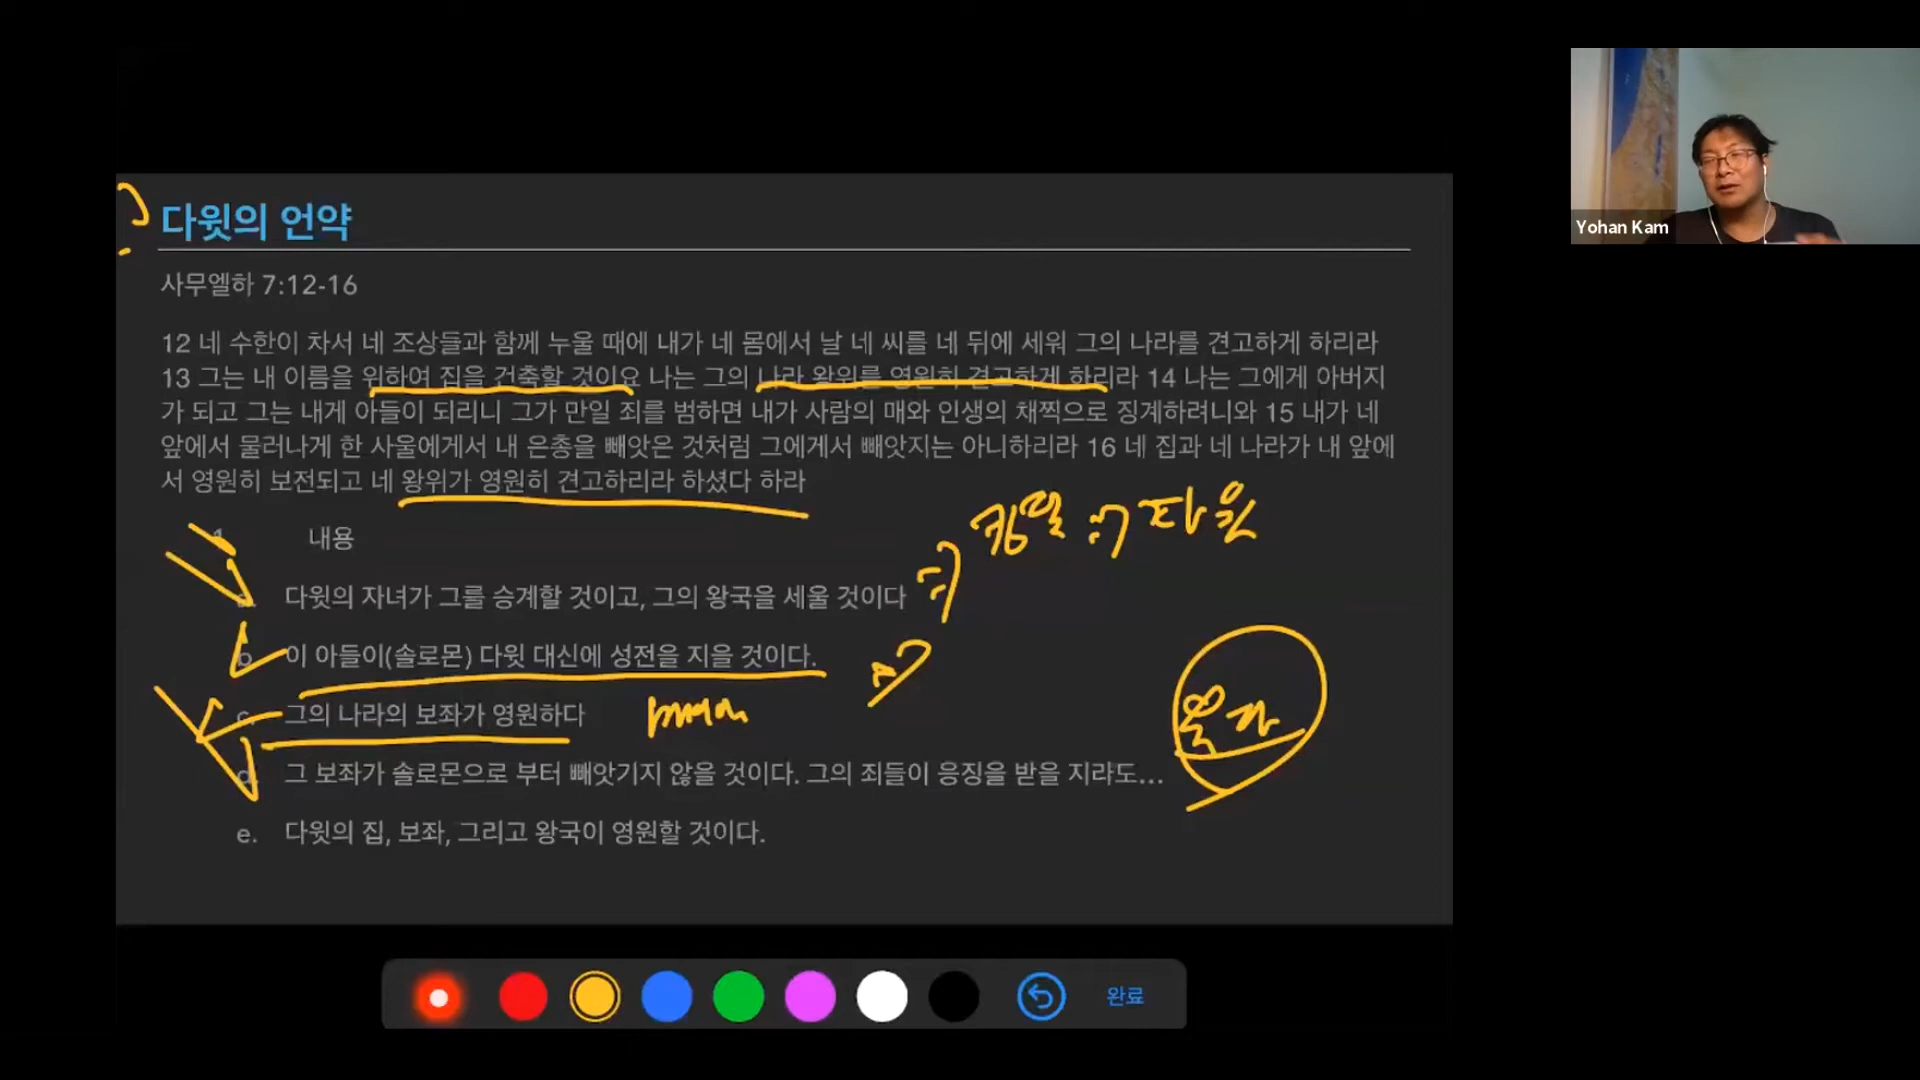 다윗의 언약
Yohan Kam
사무엘하 7:12-16
12 네 수한이 차서 네 조상들과 함께 누울 때에 내가 네 몸에서 날 네 씨를 네 뒤에 세워 그의 나라를 견고하게 하리라
13 그는 내 이름을 위하여 집을 건축할 것이요 나는 그의 나라 왕위를 영원히 견고하게 하리라 14 나는 그에게 아버지
가 되고 그는 내게 아들이 되리니 그가 만일 죄를 범하면 내가 사람의 매와 인생의 채찍으로 징계하려니와 15 내가 네
앞에서 물러나게 한 사울에게서 내 은총을 빼앗은 것처럼 그에게서 빼앗지는 아니하리라 16 네 집과 네 나라가 내 앞에
서 영원히 보전되고 네 왕위가 영원히 견고하리라 하셨다 하라
내용
다윗의 자녀가 그를 승계할 것이고, 그의 왕국을 세울 것이다
b. 이 아들이(솔로몬) 다윗 대신에 성전을 지을 것이다.
c. 그의 나라의 보좌가 영원하다
d. 그 보좌가 솔로몬으로 부터 빼앗기지 않을 것이다. 그의 죄들이 응징을 받을 지라도...
e. 다윗의 집, 보좌, 그리고 왕국이 영원할 것이다.
완료